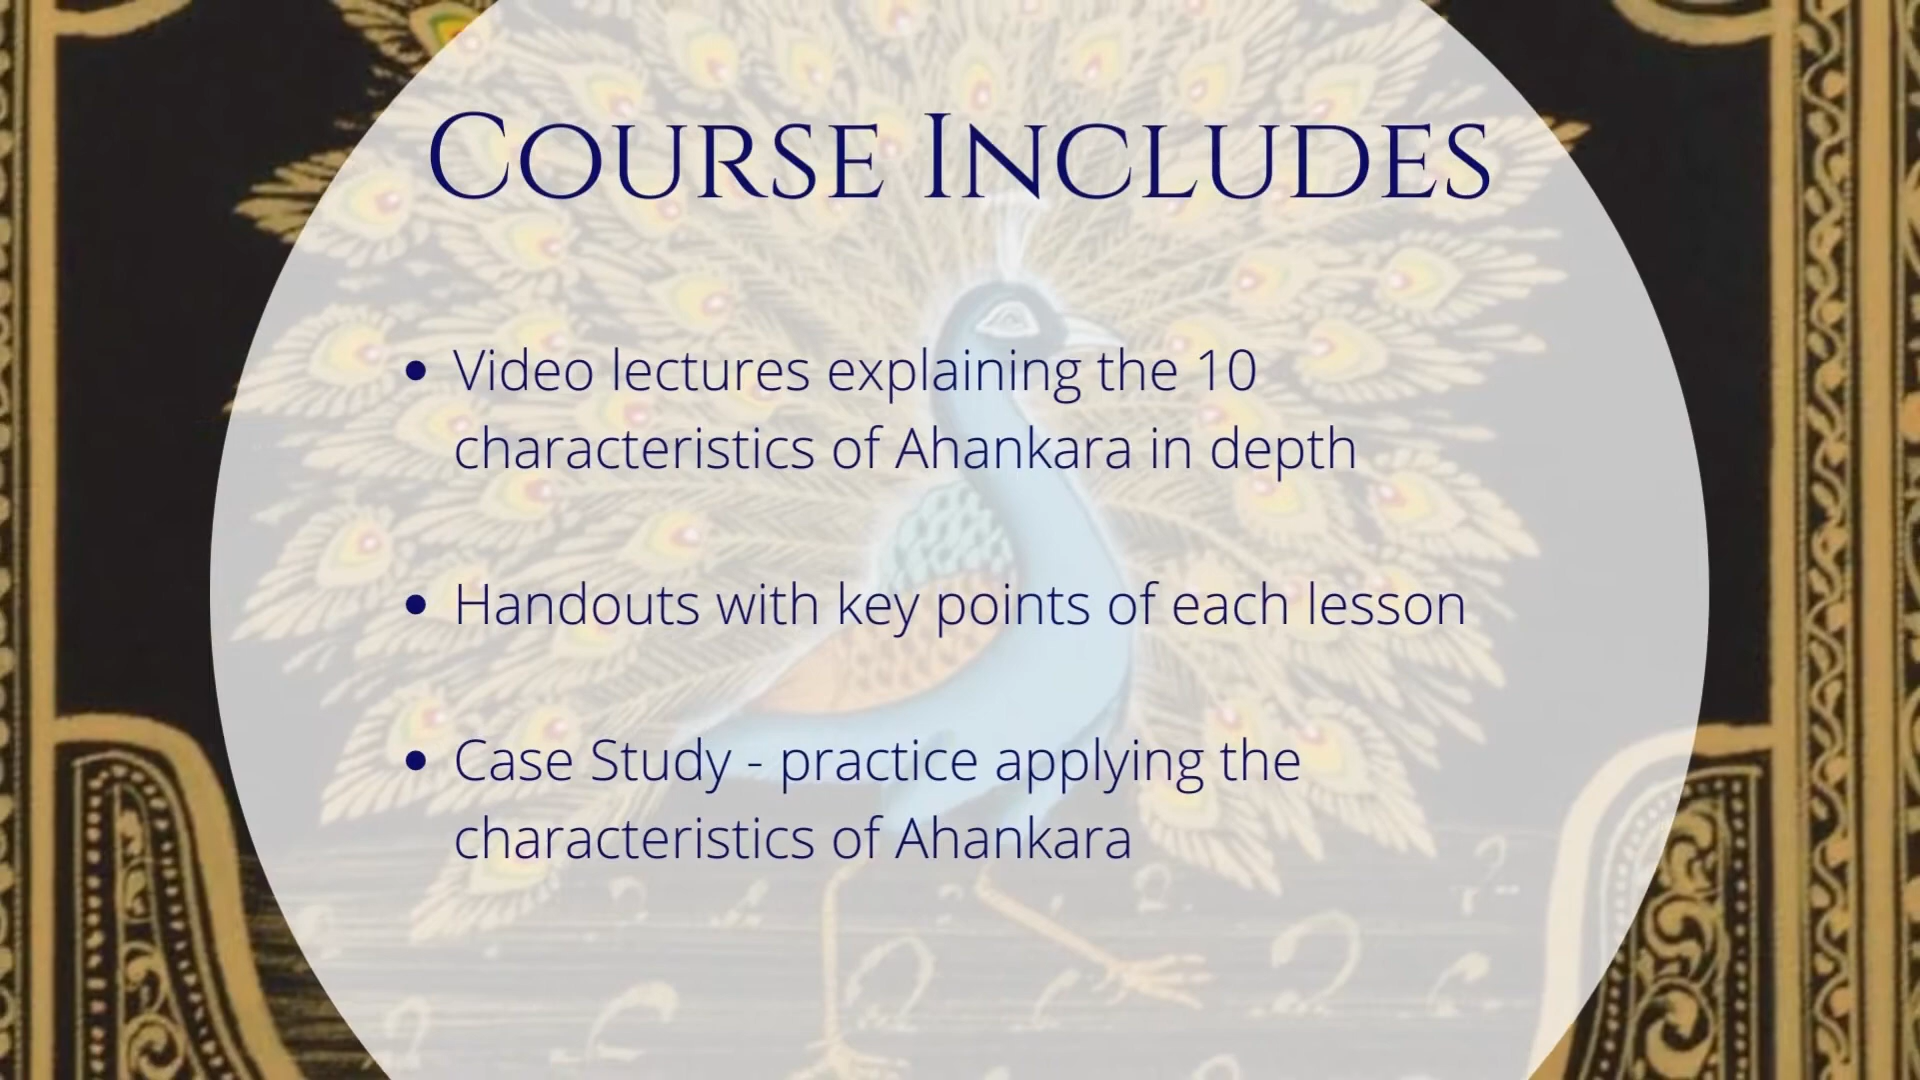 Course Includes
• Video lectures explaining the 10
characteristics of Ahankara in depth
• Handouts with key points of each lesson
• Case Study - practice applying the
characteristics of Ahankara